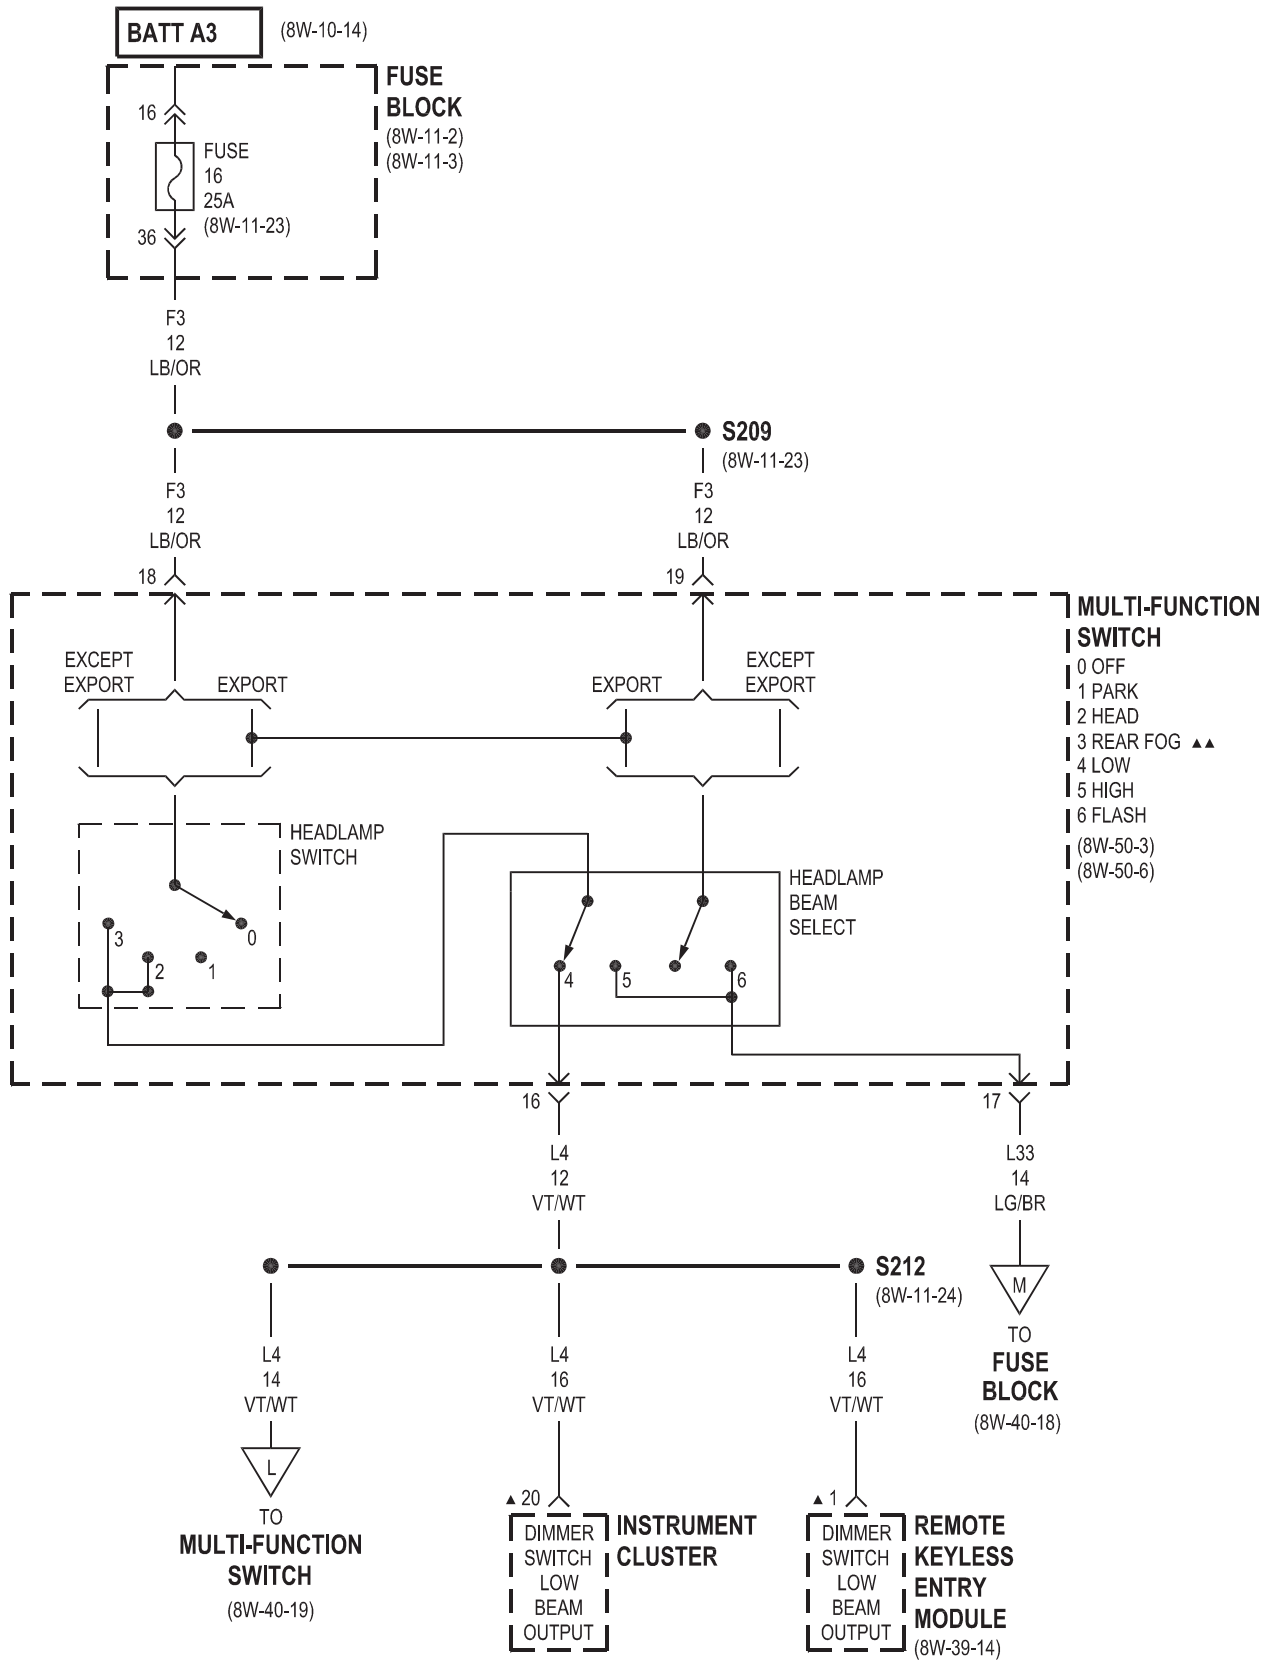 BATT A3
(8W-10-14)
FUSE
BLOCK
(8W-11-2)
(8W-11-3)
16
FUSE
16
25A
(8W-11-23)
36
F3
12
LB/OR
S209
(8W-11-23)
F3
12
LB/OR
F3
12
LB/OR
18
19
MULTI-FUNCTION
SWITCH
0 OFF
1 PARK
2 HEAD
3 REAR FOG ▲▲
4 LOW
5 HIGH
6 FLASH
(8W-50-3)
(8W-50-6)
EXCEPT
EXPORT
EXPORT
EXPORT
EXCEPT
EXPORT
HEADLAMP
SWITCH
3
2
1
0
HEADLAMP
BEAM
SELECT
4
5
6
16
17
L4
12
VT/WT
L33
14
LG/BR
S212
(8W-11-24)
M
TO
FUSE
BLOCK
(8W-40-18)
L4
14
VT/WT
L4
16
VT/WT
L4
16
VT/WT
L
TO
MULTI-FUNCTION
SWITCH
(8W-40-19)
▲ 20
DIMMER
SWITCH
LOW
BEAM
OUTPUT
INSTRUMENT
CLUSTER
▲ 1
DIMMER
SWITCH
LOW
BEAM
OUTPUT
REMOTE
KEYLESS
ENTRY
MODULE
(8W-39-14)